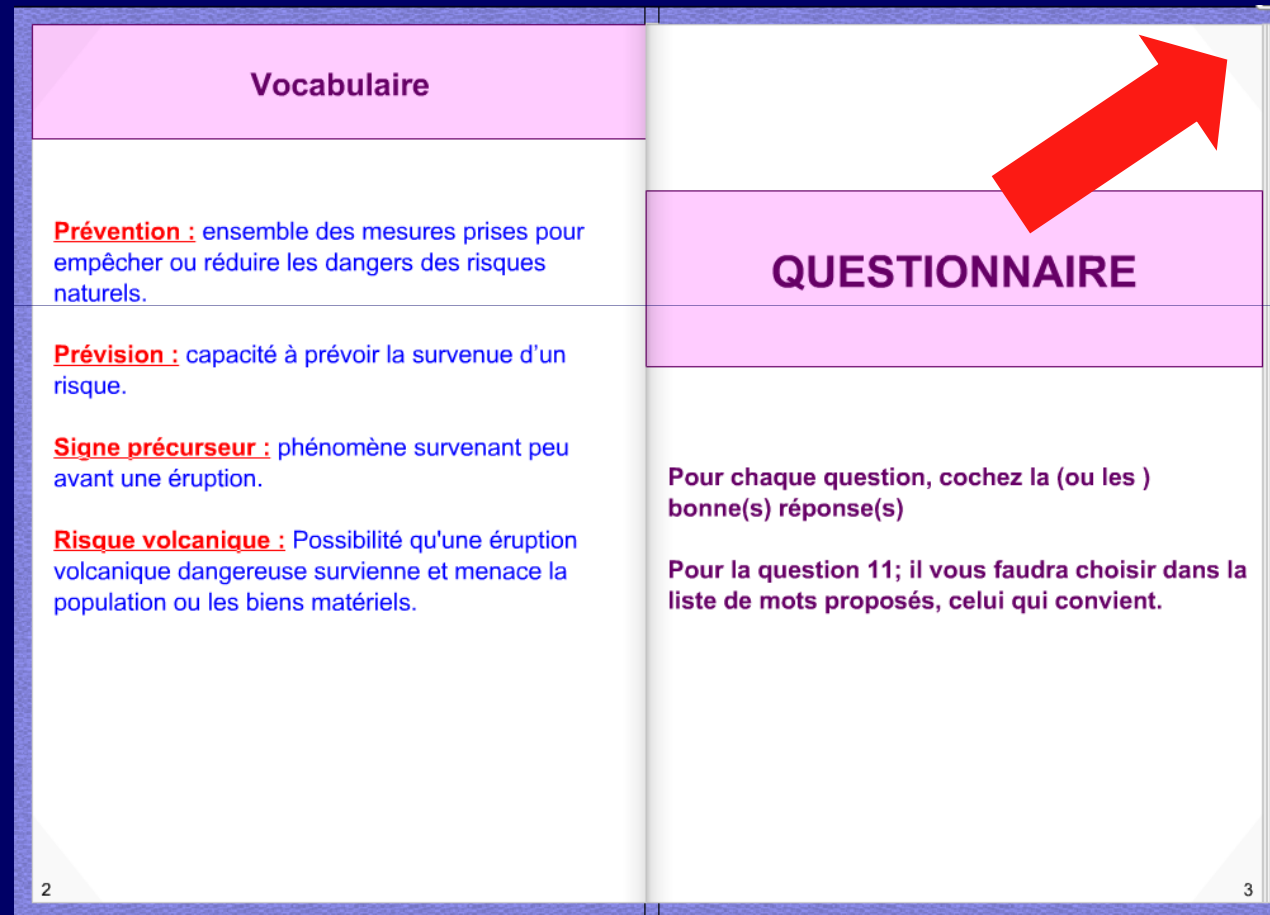 Vocabulaire
Prévention : ensemble des mesures prises pour
empêcher ou réduire les dangers des risques
naturels.
Prévision : capacité à prévoir la survenue d'un
risque.
Signe précurseur : phénomène survenant peu
avant une éruption.
Risque volcanique : Possibilité qu'une éruption
volcanique dangereuse survienne et menace la
population ou les biens matériels.
2
QUESTIONNAIRE
Pour chaque question, cochez la (ou les )
bonne(s) réponse(s)
Pour la question 11; il vous faudra choisir dans la
liste de mots proposés, celui qui convient.
3